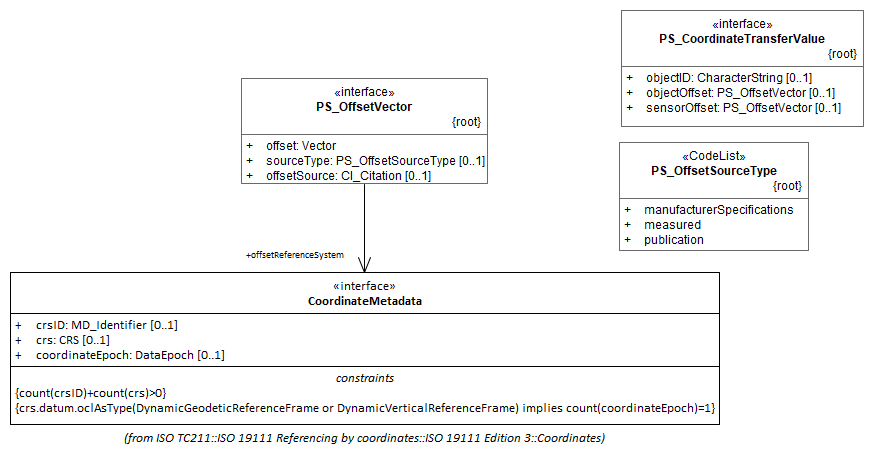 «interface»
PS_CoordinateTransferValue
{root}
+ objectID: CharacterString [0..1]
+ objectOffset: PS_OffsetVector [0..1]
+ sensorOffset: PS_OffsetVector [0..1]
«interface»
PS_OffsetVector
{root}
+ offset: Vector
+ sourceType: PS_OffsetSourceType [0..1]
+ offsetSource: CI_Citation [0..1]
«CodeList»
PS_OffsetSourceType
{root}
+ manufacturerSpecifications
+ measured
+ publication
+offsetReferenceSystem
«interface»
CoordinateMetadata
+ crsID: MD_Identifier [0..1]
+ crs: CRS [0..1]
+ coordinateEpoch: DataEpoch [0..1]
constraints
{count(crsID)+count(crs)>0}
{crs.datum.oclAsType(DynamicGeodeticReferenceFrame or DynamicVerticalReferenceFrame) implies count(coordinateEpoch)=1}
(from ISO TC211::ISO 19111 Referencing by coordinates::ISO 19111 Edition 3::Coordinates)